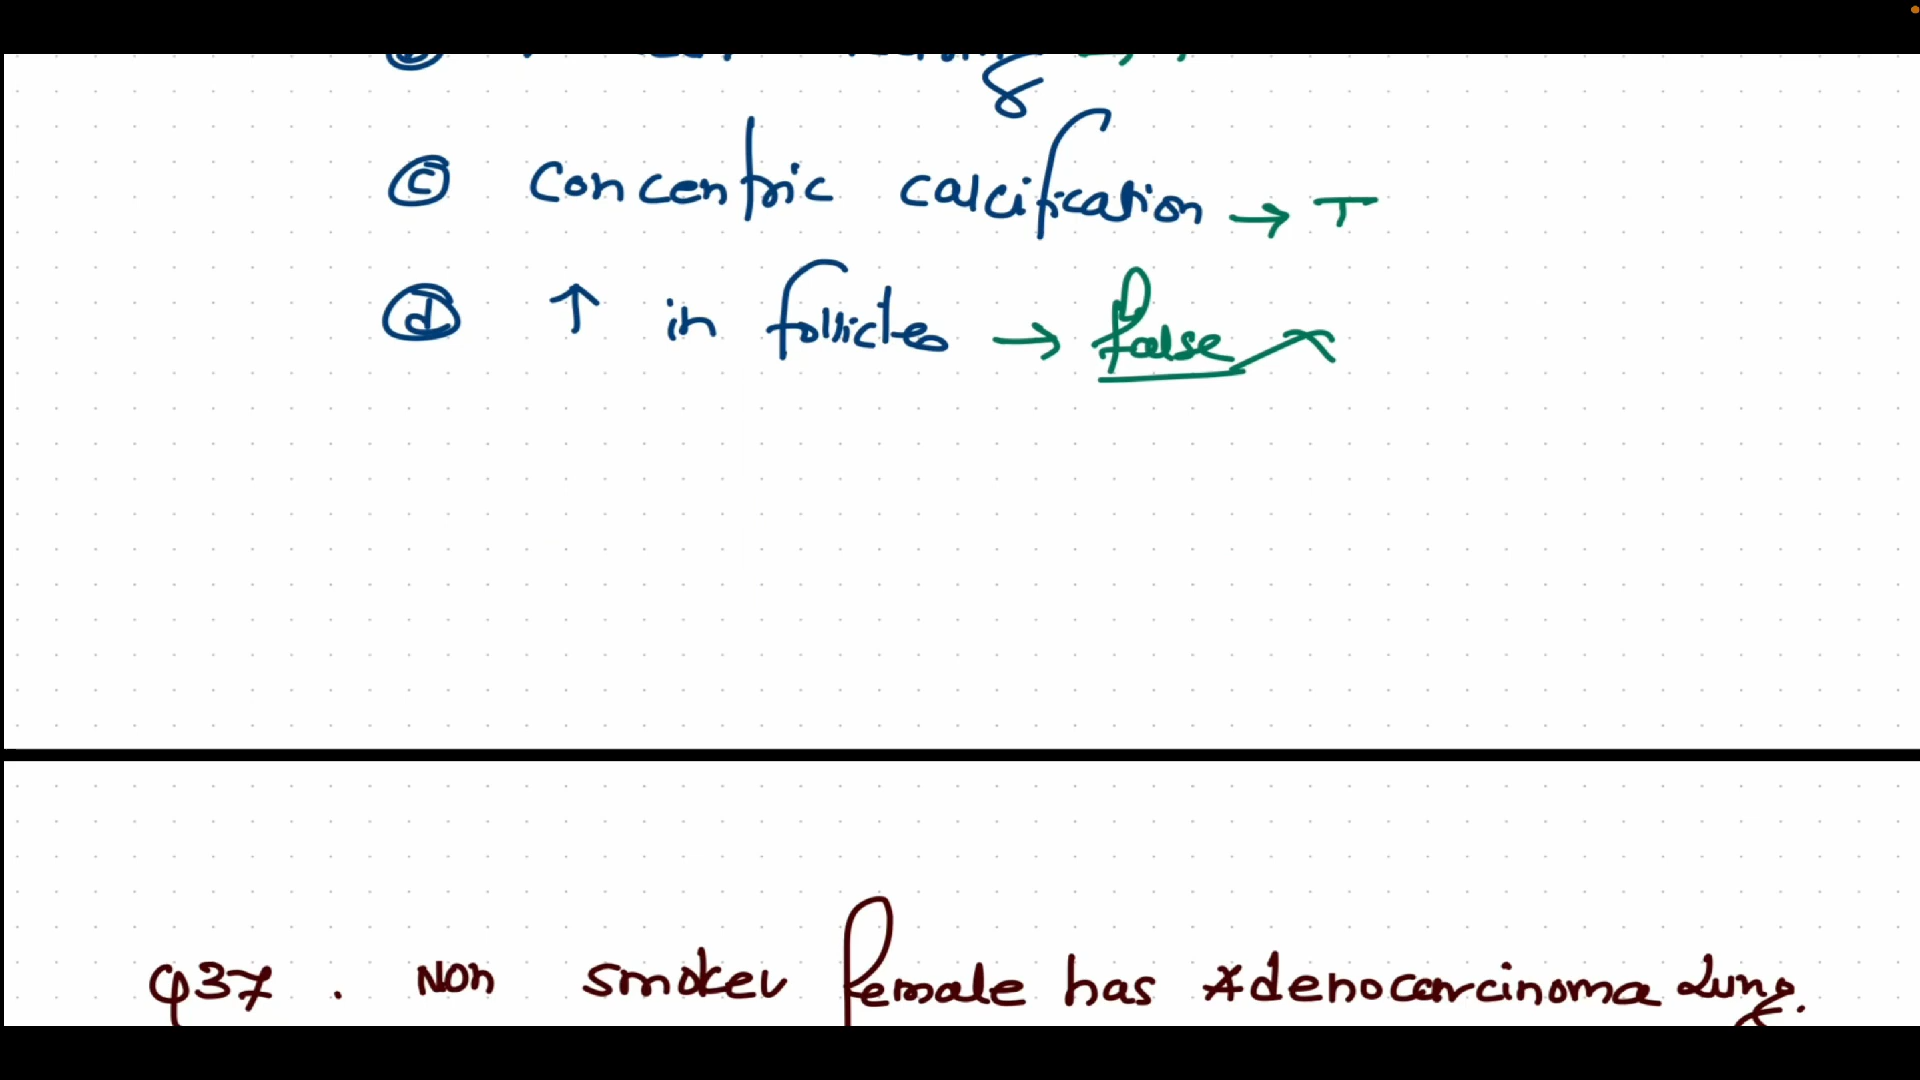 ⓒ concentric calcification → T
ⓓ ↑ in follicles → false
Q37. Non smoker female has Adenocarcinoma Lung.